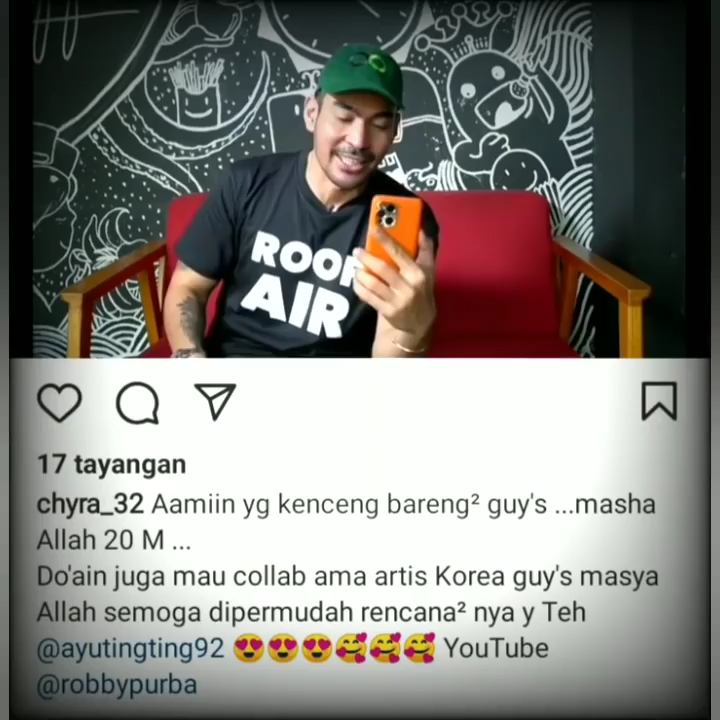 ROOF
AIR
17 tayangan
chyra_32 Aamiin yg kenceng bareng² guy's ...masha
Allah 20 M ...
Do'ain juga mau collab ama artis Korea guy's masya
Allah semoga dipermudah rencana² nya y Teh
@ayutingting92 😍😍😍🥰🥰🥰 YouTube
@robbypurba